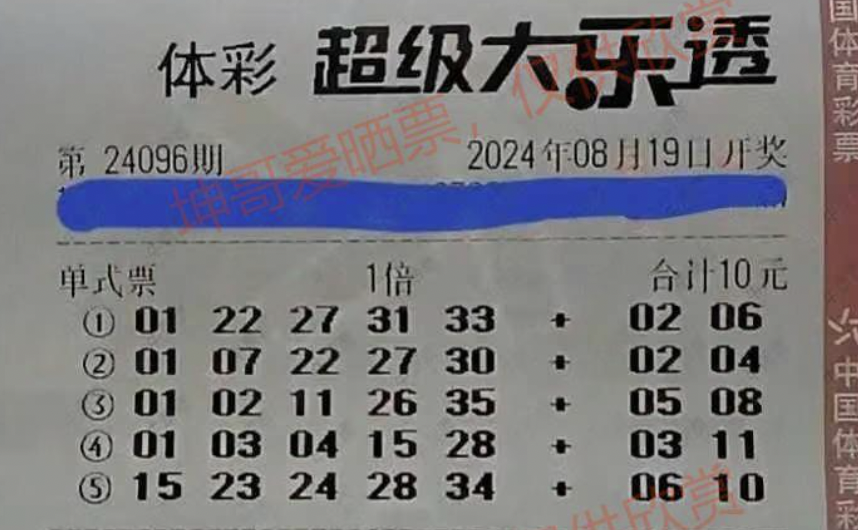 体彩 超级大乐透
第 24096期 2024年08月19日开奖
单式票 1倍 合计10元
① 01 22 27 31 33 + 02 06
② 01 07 22 27 30 + 02 04
③ 01 02 11 26 35 + 05 08
④ 01 03 04 15 28 + 03 11
⑤ 15 23 24 28 34 + 06 10
坤哥爱晒票,仅供欣赏
供欣赏
国体育彩票
中国体育彩